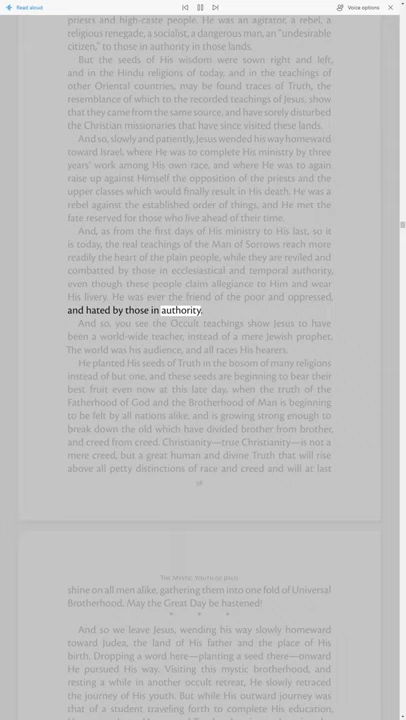 Read aloud
Voice options
priests and high-caste people. He was an agitator, a rebel, a
religious renegade, a socialist, a dangerous man, an "undesirable
citizen," to those in authority in those lands.
But the seeds of His wisdom were sown right and left,
and in the Hindu religions of today, and in the teachings of
other Oriental countries, may be found traces of Truth, the
resemblance of which to the recorded teachings of Jesus, show
that they came from the same source, and have sorely disturbed
the Christian missionaries that have since visited these lands.
And so, slowly and patiently, Jesus wended his way homeward
toward Israel, where He was to complete His ministry by three
years' work among His own race, and where He was to again
raise up against Himself the opposition of the priests and the
upper classes which would finally result in His death. He was a
rebel against the established order of things, and He met the
fate reserved for those who live ahead of their time.
And, as from the first days of His ministry to His last, so it
is today, the real teachings of the Man of Sorrows reach more
readily the heart of the plain people, while they are reviled and
combatted by those in ecclesiastical and temporal authority,
even though these people claim allegiance to Him and wear
His livery. He was ever the friend of the poor and oppressed,
and hated by those in authority.
And so, you see the Occult teachings show Jesus to have
been a world-wide teacher, instead of a mere Jewish prophet.
The world was his audience, and all races His hearers.
He planted His seeds of Truth in the bosom of many religions
instead of but one, and these seeds are beginning to bear their
best fruit even now at this late day, when the truth of the
Fatherhood of God and the Brotherhood of Man is beginning
to be felt by all nations alike, and is growing strong enough to
break down the old which have divided brother from brother,
and creed from creed. Christianity—true Christianity—is not a
mere creed, but a great human and divine Truth that will rise
above all petty distinctions of race and creed and will at last
The Mystic Youth of Jesus
shine on all men alike, gathering them into one fold of Universal
Brotherhood. May the Great Day be hastened!
And so we leave Jesus, wending his way slowly homeward
toward Judea, the land of His father and the place of His
birth. Dropping a word here—planting a seed there—onward
He pursued His way. Visiting this mystic brotherhood, and
resting a while in another occult retreat, He slowly retraced
the journey of His youth. But while His outward journey was
that of a student traveling forth to complete His education,